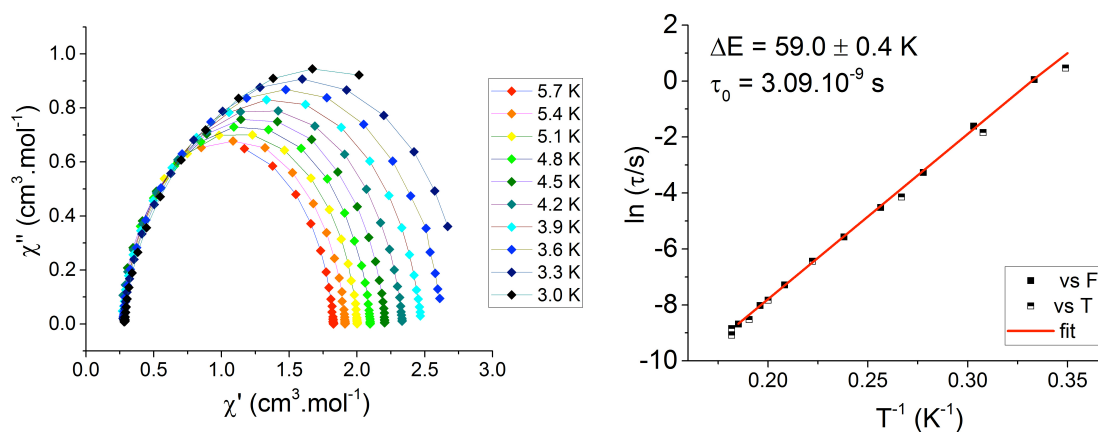 1.0
0.8
0.6
0.4
0.2
0.0
χ'' (cm³.mol⁻¹)
0.0 0.5 1.0 1.5 2.0 2.5 3.0
χ' (cm³.mol⁻¹)
5.7 K
5.4 K
5.1 K
4.8 K
4.5 K
4.2 K
3.9 K
3.6 K
3.3 K
3.0 K
ΔE = 59.0 ± 0.4 K
τ₀ = 3.09.10⁻⁹ s
2
0
-2
-4
-6
-8
-10
ln (τ/s)
0.20 0.25 0.30 0.35
T⁻¹ (K⁻¹)
vs F
vs T
fit